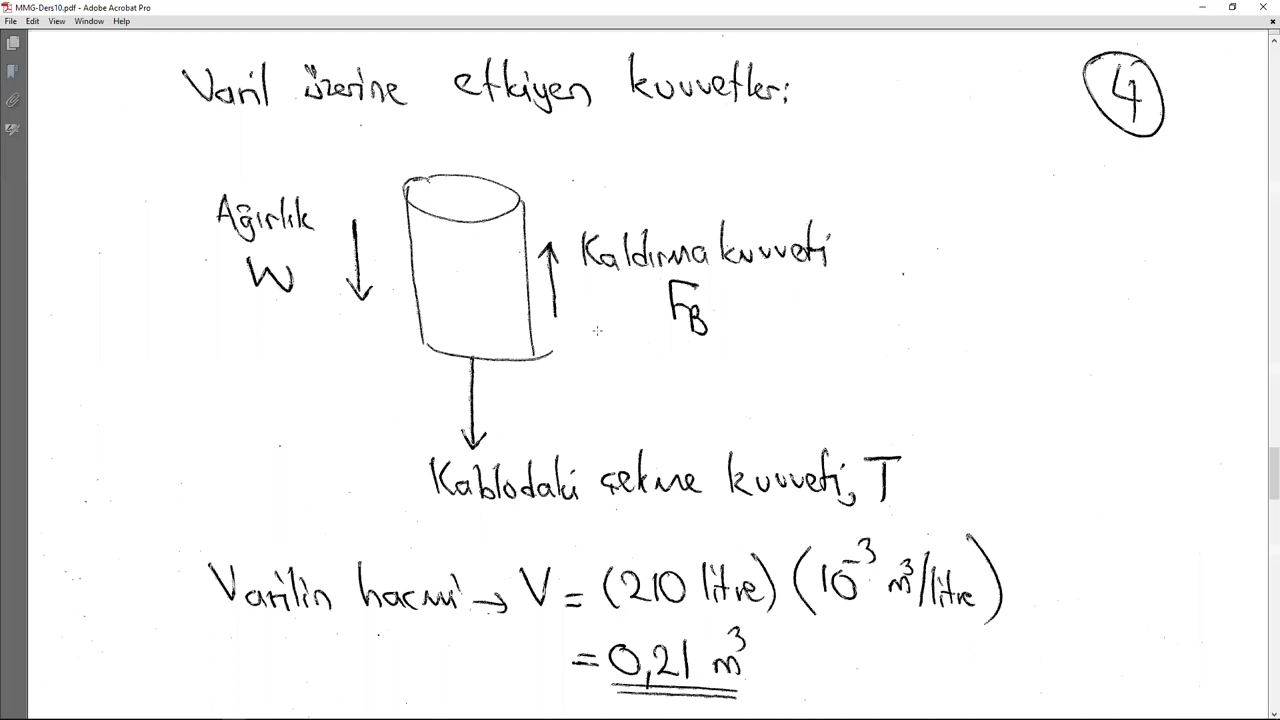 MMG-Ders10.pdf - Adobe Acrobat Pro
File Edit View Window Help
Varil üzerine etkiyen kuvvetler:
4
Ağırlık
W
Kaldırma kuvveti
FB
Kablodaki çekme kuvveti, T
Varilin hacmi → V = (210 litre) (10⁻³ m³/litre)
= 0,21 m³